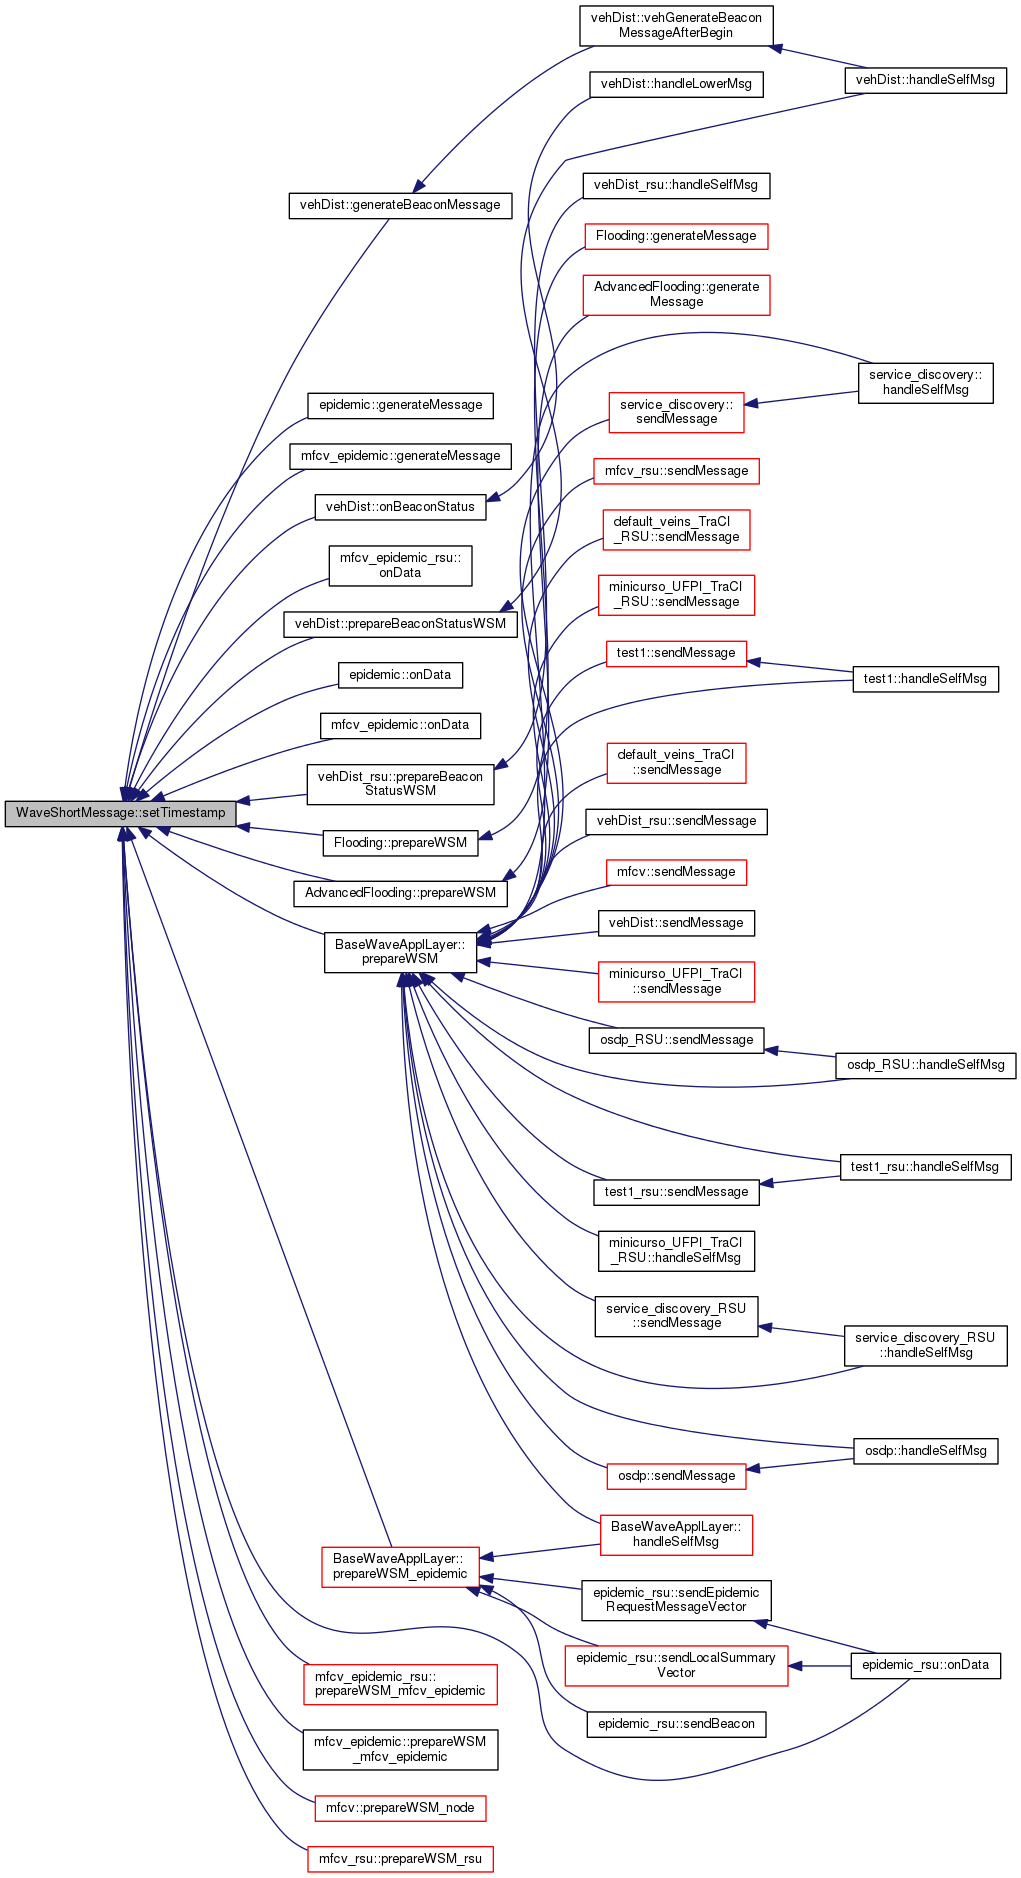 WaveShortMessage::setTimestamp
vehDist::generateBeaconMessage
epidemic::generateMessage
mfcv_epidemic::generateMessage
vehDist::onBeaconStatus
mfcv_epidemic_rsu::
onData
vehDist::prepareBeaconStatusWSM
epidemic::onData
mfcv_epidemic::onData
vehDist_rsu::prepareBeacon
StatusWSM
Flooding::prepareWSM
AdvancedFlooding::prepareWSM
BaseWaveApplLayer::
prepareWSM
BaseWaveApplLayer::
prepareWSM_epidemic
mfcv_epidemic_rsu::
prepareWSM_mfcv_epidemic
mfcv_epidemic::prepareWSM
_mfcv_epidemic
mfcv::prepareWSM_node
mfcv_rsu::prepareWSM_rsu
vehDist::vehGenerateBeacon
MessageAfterBegin
vehDist::handleLowerMsg
vehDist_rsu::handleSelfMsg
Flooding::generateMessage
AdvancedFlooding::generate
Message
service_discovery::
sendMessage
mfcv_rsu::sendMessage
default_veins_TraCI
_RSU::sendMessage
minicurso_UFPI_TraCI
_RSU::sendMessage
test1::sendMessage
default_veins_TraCI
::sendMessage
vehDist_rsu::sendMessage
mfcv::sendMessage
vehDist::sendMessage
minicurso_UFPI_TraCI
::sendMessage
osdp_RSU::sendMessage
test1_rsu::sendMessage
minicurso_UFPI_TraCI
_RSU::handleSelfMsg
service_discovery_RSU
::sendMessage
osdp::sendMessage
BaseWaveApplLayer::
handleSelfMsg
epidemic_rsu::sendEpidemic
RequestMessageVector
epidemic_rsu::sendLocalSummary
Vector
epidemic_rsu::sendBeacon
vehDist::handleSelfMsg
service_discovery::
handleSelfMsg
test1::handleSelfMsg
osdp_RSU::handleSelfMsg
test1_rsu::handleSelfMsg
service_discovery_RSU
::handleSelfMsg
osdp::handleSelfMsg
epidemic_rsu::onData